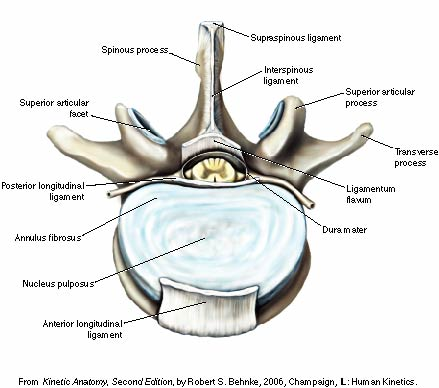 Supraspinous ligament
Spinous process
Interspinous
ligament
Superior articular
facet
Superior articular
process
Transverse
process
Posterior longitudinal
ligament
Ligamentum
flavum
Annulus fibrosus
Dura mater
Nucleus pulposus
Anterior longitudinal
ligament
From Kinetic Anatomy, Second Edition, by Robert S. Behnke, 2006, Champaign, IL: Human Kinetics.